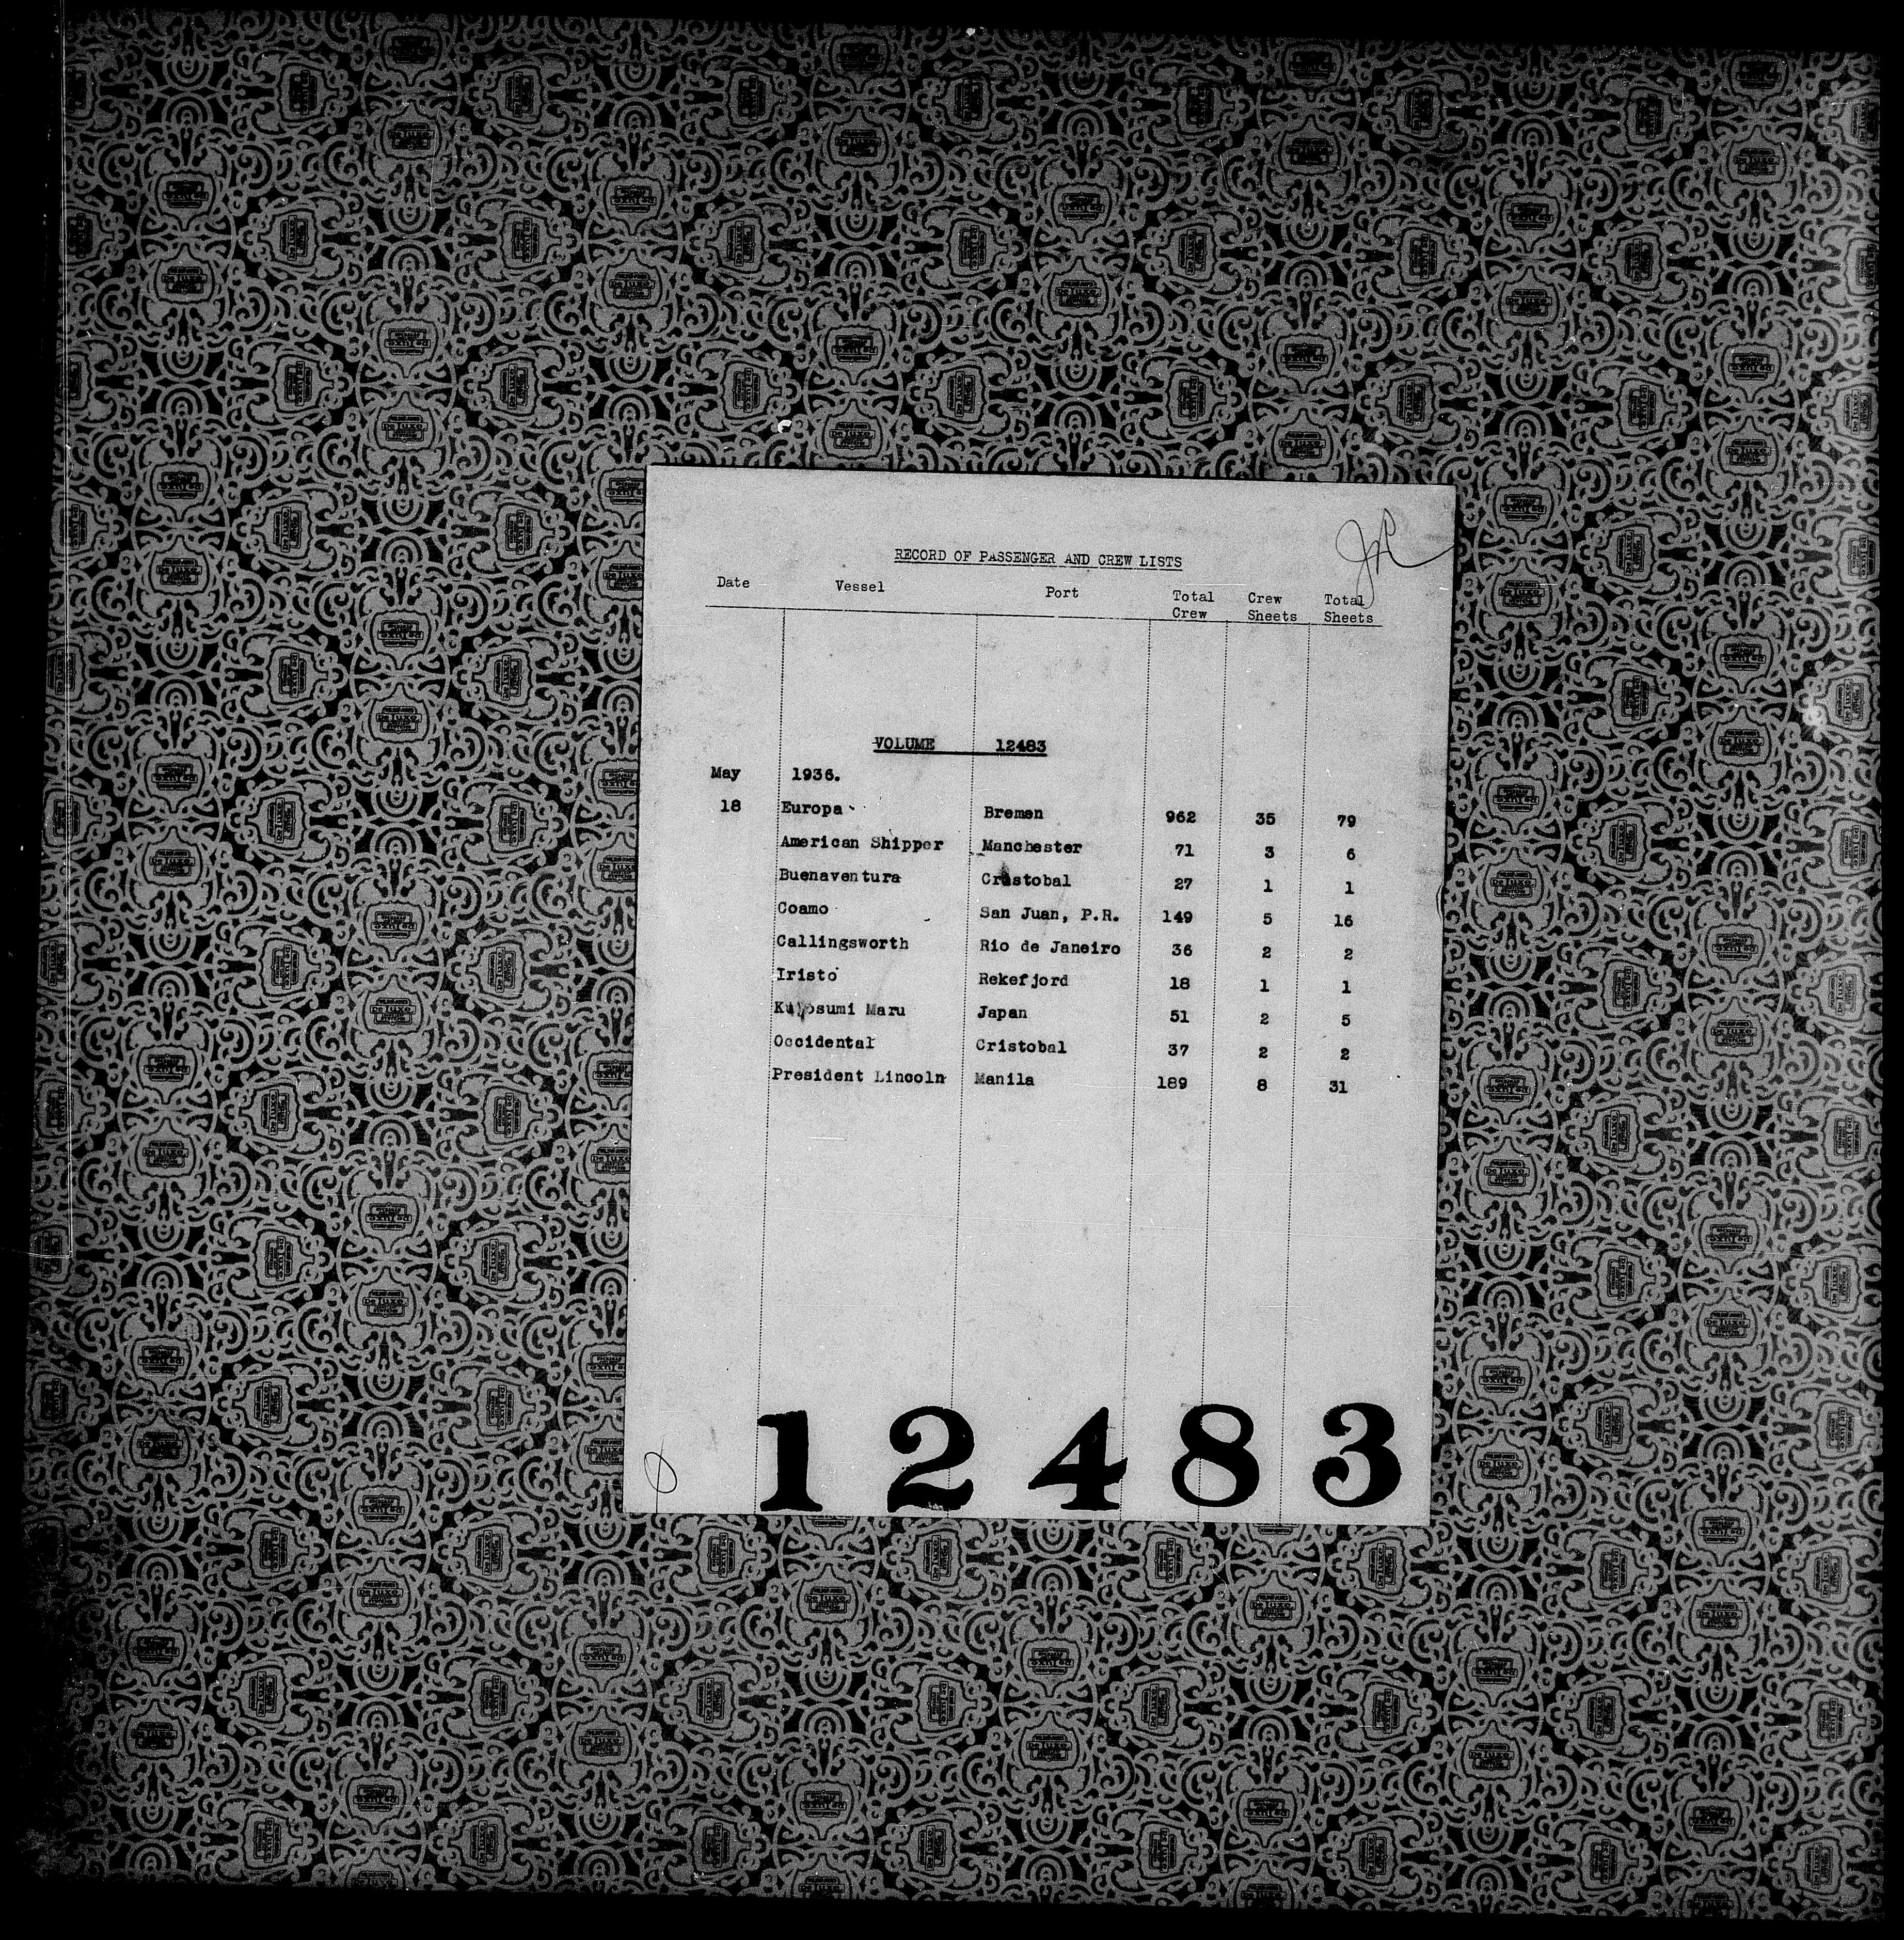 RECORD OF PASSENGER AND CREW LISTS
Date Vessel Port Total Crew Crew Sheets Total Sheets
VOLUME 12483
May 1936.
18 Europa Bremen 962 35 79
American Shipper Manchester 71 3 6
Buenaventura Cristobal 27 1 1
Coamo San Juan, P.R. 149 5 16
Callingsworth Rio de Janeiro 36 2 2
Iristo Rekefjord 18 1 1
Maru Japan 51 2 5
Occidental Cristobal 37 2 2
President Lincoln Manila 189 8 31
12483
De Luxe